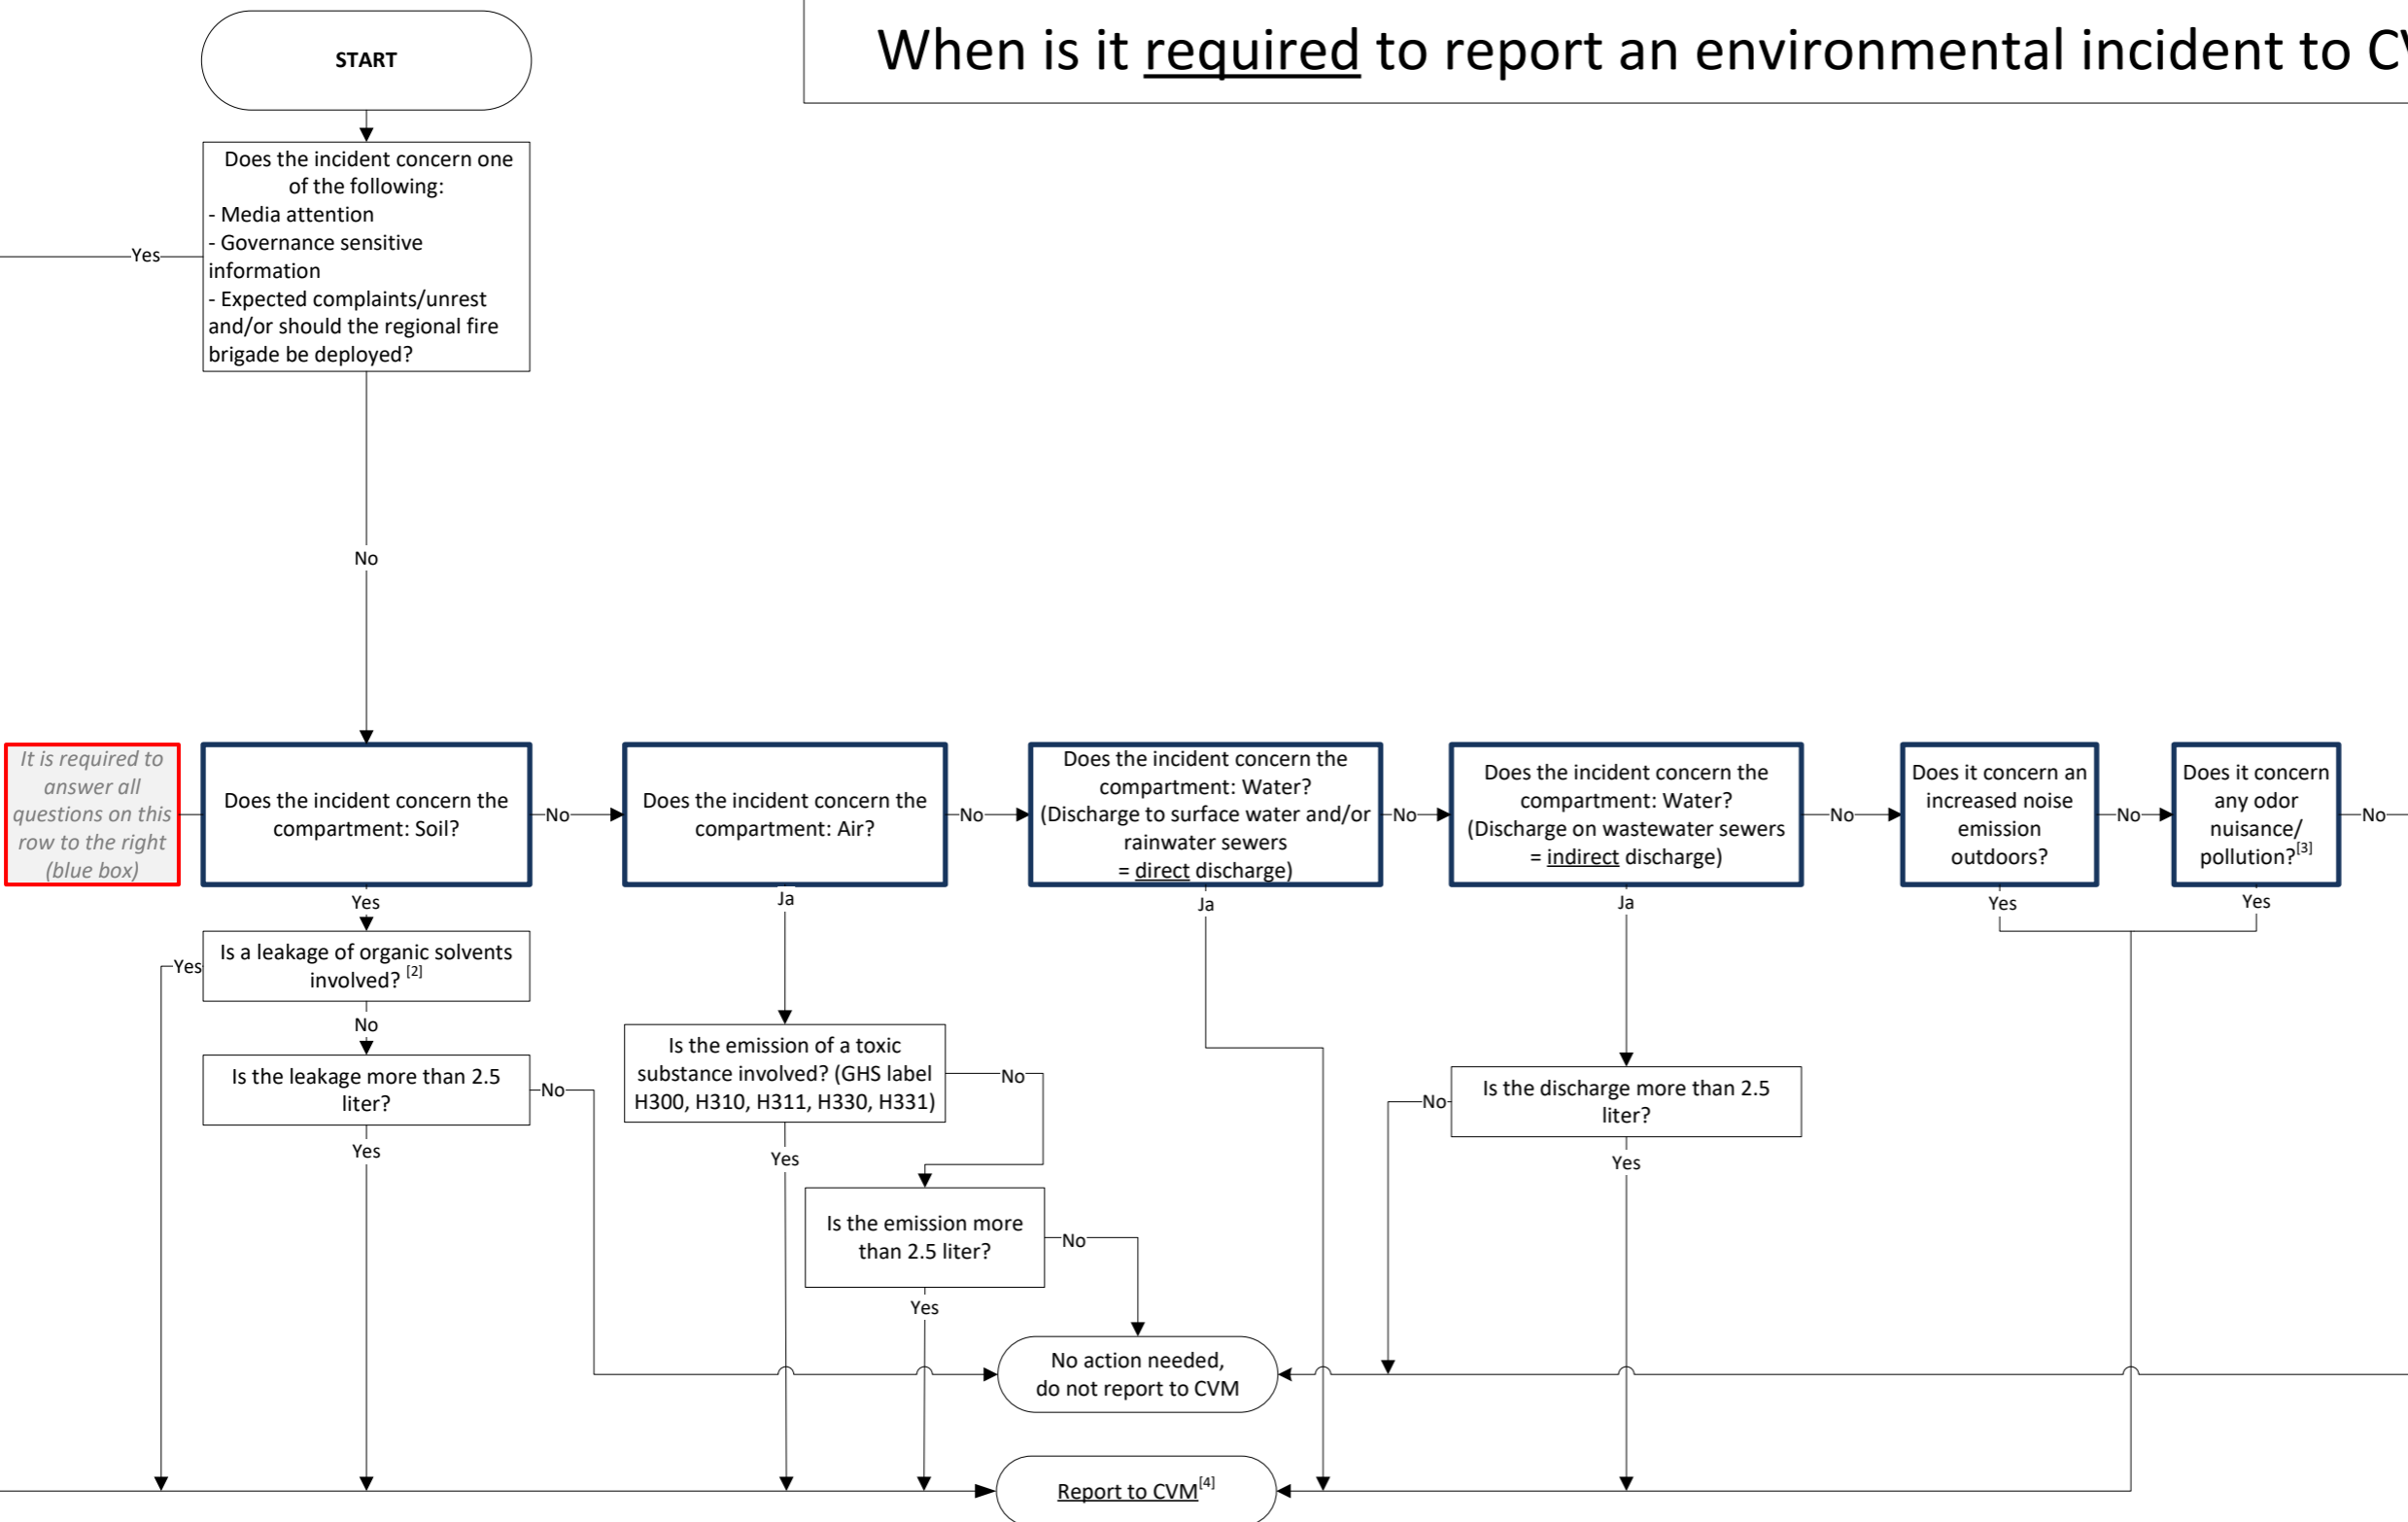 START
When is it required to report an environmental incident to CV
Does the incident concern one
of the following:
- Media attention
- Governance sensitive
information
- Expected complaints/unrest
and/or should the regional fire
brigade be deployed?
Yes
No
It is required to
answer all
questions on this
row to the right
(blue box)
Does the incident concern the
compartment: Soil?
No
Does the incident concern the
compartment: Air?
No
Does the incident concern the
compartment: Water?
(Discharge to surface water and/or
rainwater sewers
= direct discharge)
No
Does the incident concern the
compartment: Water?
(Discharge on wastewater sewers
= indirect discharge)
No
Does it concern an
increased noise
emission
outdoors?
No
Does it concern
any odor
nuisance/
pollution?[3]
No
Yes
Ja
Ja
Ja
Yes
Yes
Is a leakage of organic solvents
involved? [2]
Yes
No
Is the leakage more than 2.5
liter?
No
Yes
Is the emission of a toxic
substance involved? (GHS label
H300, H310, H311, H330, H331)
No
Yes
Is the emission more
than 2.5 liter?
No
Yes
Is the discharge more than 2.5
liter?
No
Yes
No action needed,
do not report to CVM
Report to CVM[4]